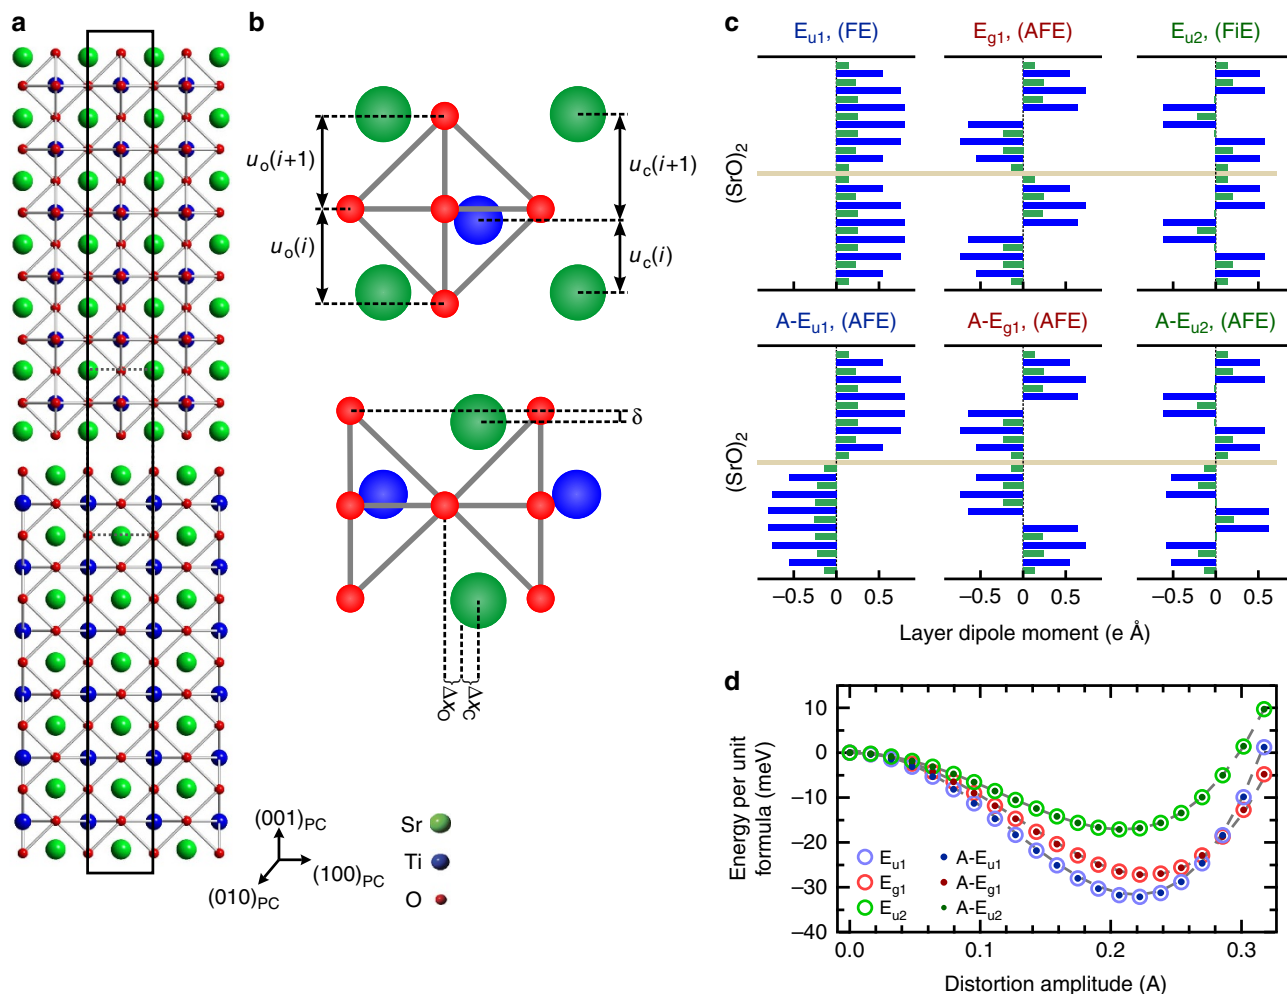 a
(001)PC
(100)PC
(010)PC
Sr
Ti
O
b
uo(i+1)
uc(i+1)
uo(i)
uc(i)
δ
ΔxO
ΔxC
c
Eu1, (FE)
Eg1, (AFE)
Eu2, (FiE)
(SrO)2
A-Eu1, (AFE)
A-Eg1, (AFE)
A-Eu2, (AFE)
(SrO)2
−0.5 0 0.5 −0.5 0 0.5 −0.5 0 0.5
Layer dipole moment (e Å)
d
10
0
−10
−20
−30
−40
Energy per unit
formula (meV)
Eu1 A-Eu1
Eg1 A-Eg1
Eu2 A-Eu2
0.0 0.1 0.2 0.3
Distortion amplitude (A)